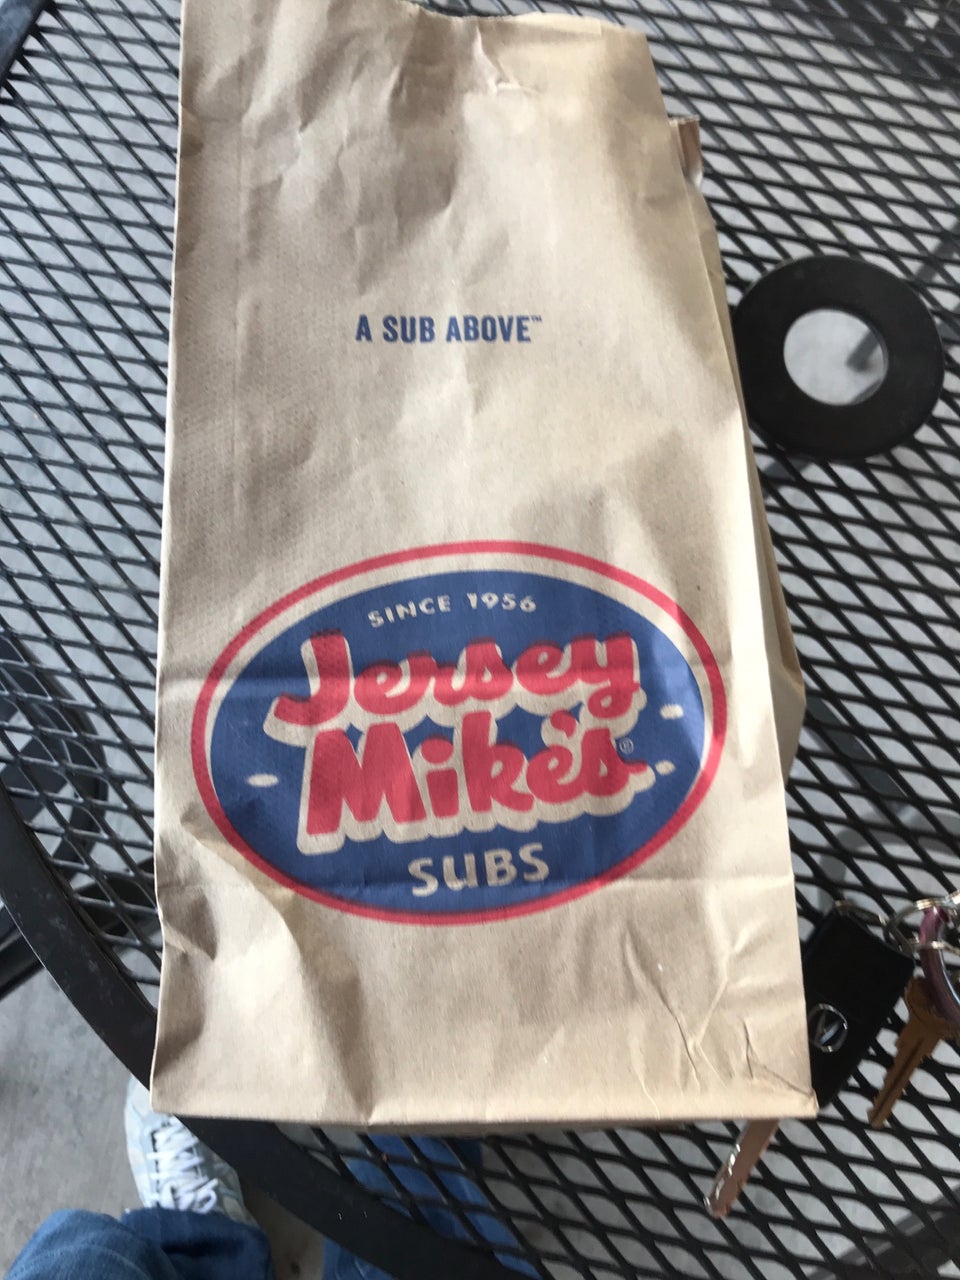 A SUB ABOVE™
SINCE 1956
Jersey
Mike's®
SUBS